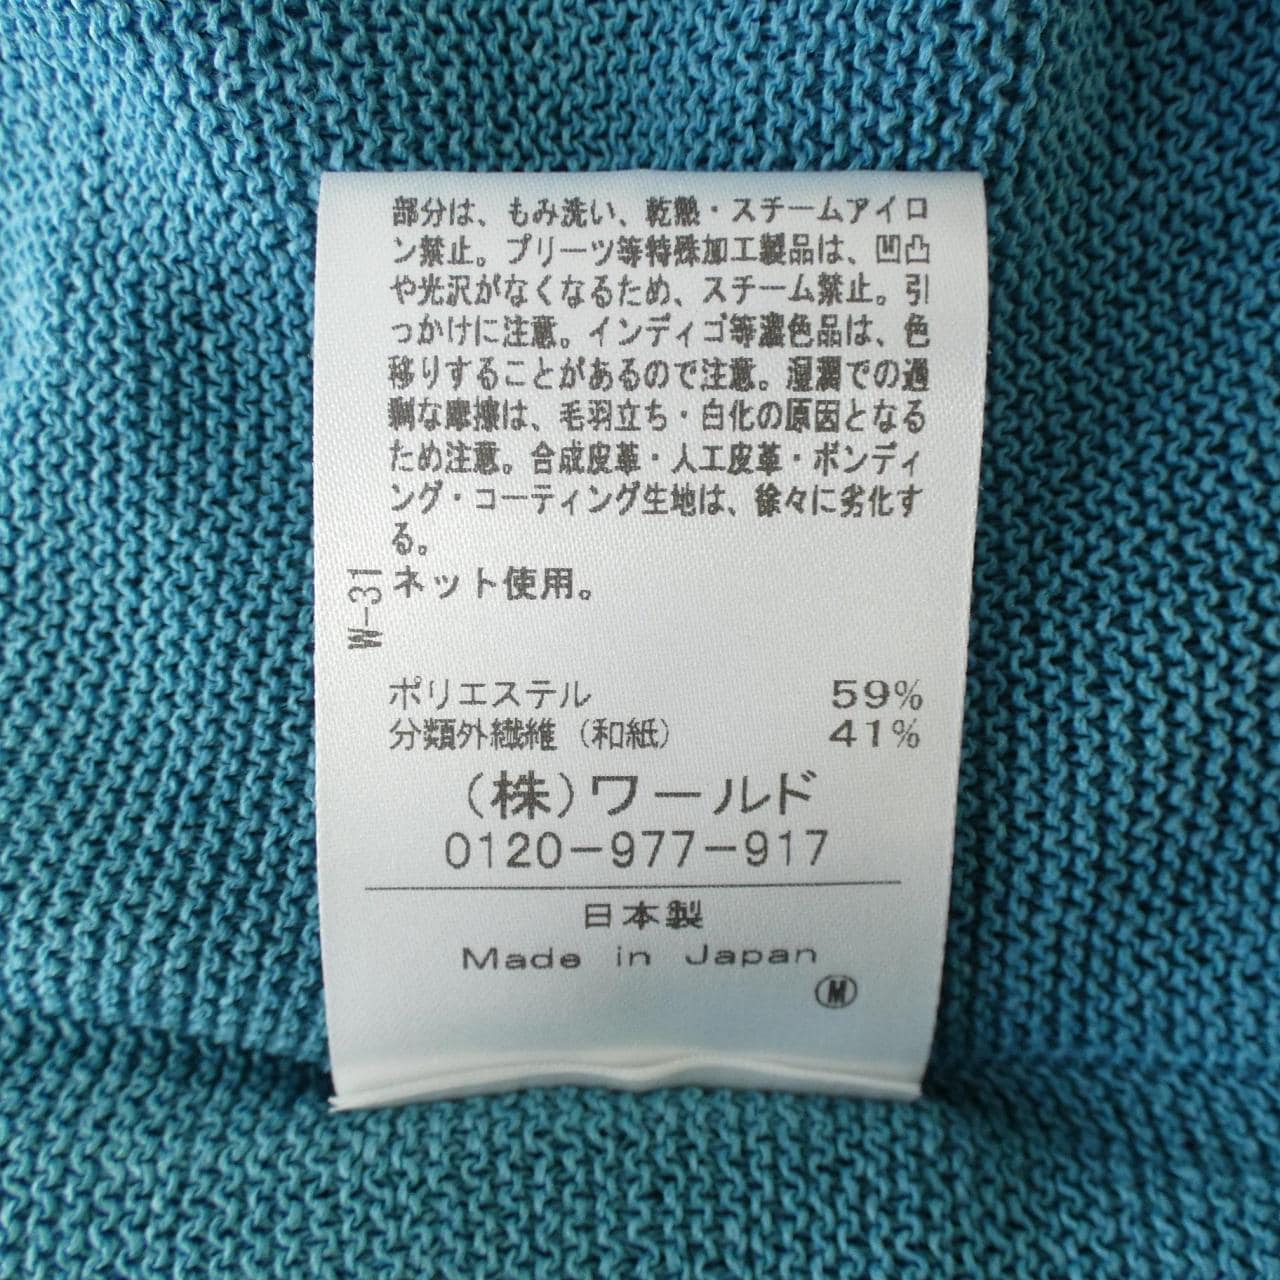 部分は、もみ洗い、乾熱・スチームアイロ
ン禁止。プリーツ等特殊加工製品は、凹凸
や光沢がなくなるため、スチーム禁止。引
っかけに注意。インディゴ等濃色品は、色
移りすることがあるので注意。湿潤での過
剰な摩擦は、毛羽立ち・白化の原因となる
ため注意。合成皮革・人工皮革・ボンディ
ング・コーティング生地は、徐々に劣化す
る。
ネット使用。
W-31
ポリエステル 59%
分類外繊維(和紙) 41%
(株)ワールド
0120-977-917
日本製
Made in Japan
Ⓜ